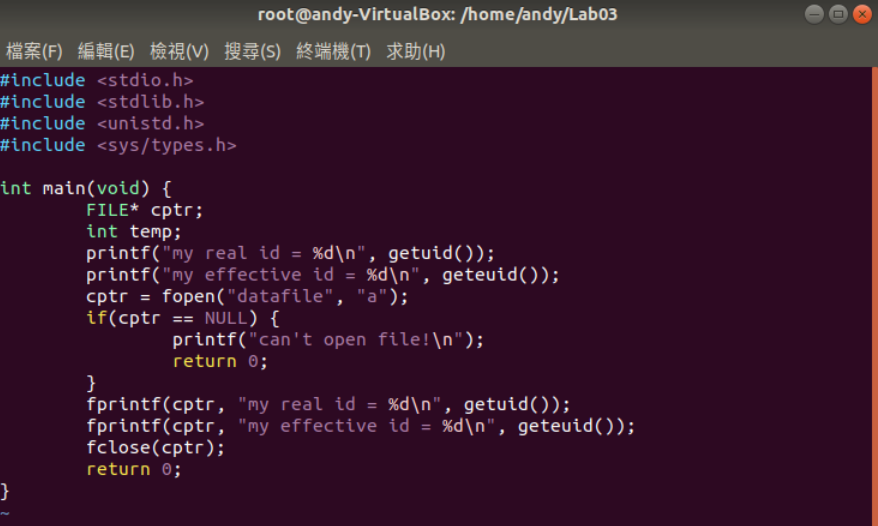 root@andy-VirtualBox: /home/andy/Lab03
檔案(F) 編輯(E) 檢視(V) 搜尋(S) 終端機(T) 求助(H)
#include <stdio.h>
#include <stdlib.h>
#include <unistd.h>
#include <sys/types.h>

int main(void) {
        FILE* cptr;
        int temp;
        printf("my real id = %d\n", getuid());
        printf("my effective id = %d\n", geteuid());
        cptr = fopen("datafile", "a");
        if(cptr == NULL) {
                printf("can't open file!\n");
                return 0;
        }
        fprintf(cptr, "my real id = %d\n", getuid());
        fprintf(cptr, "my effective id = %d\n", geteuid());
        fclose(cptr);
        return 0;
}
~